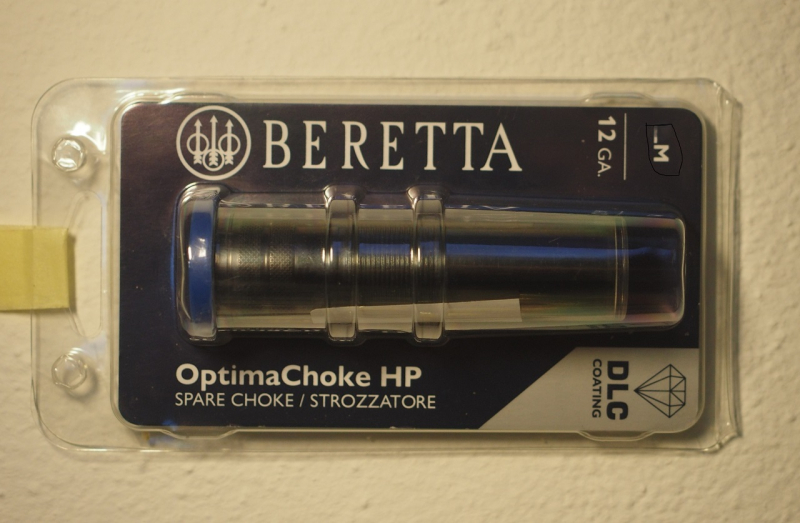 BERETTA
12 GA.
OptimaChoke HP
SPARE CHOKE / STROZZATORE
DLC
COATING